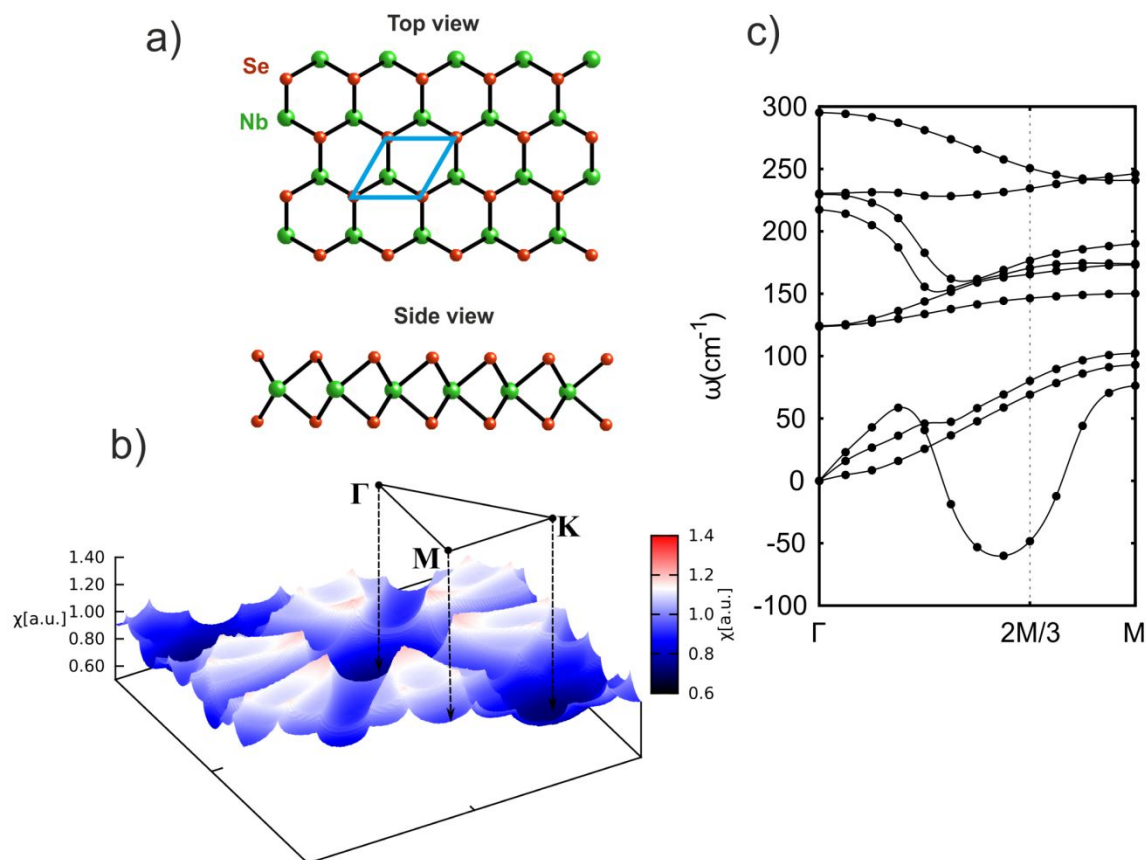 a)
Top view
Se
Nb
Side view
b)
Γ
K
M
1.40
1.20
1.00
0.80
0.60
χ[a.u.]
1.4
1.2
1.0
0.8
0.6
χ[a.u.]
c)
300
250
200
150
100
50
0
-50
-100
ω(cm-1)
Γ
2M/3
M